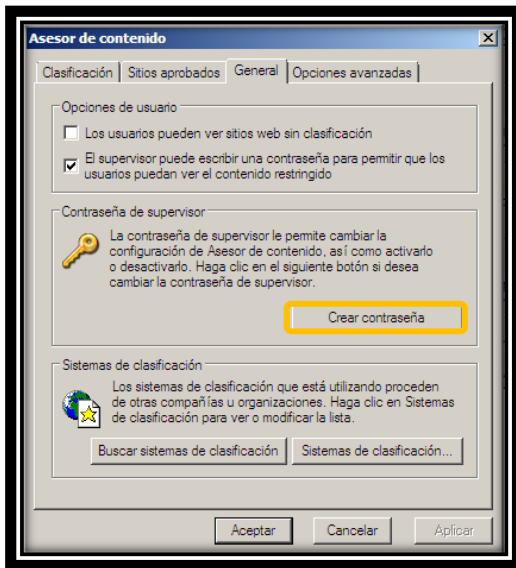 Asesor de contenido
Clasificación Sitios aprobados General Opciones avanzadas
Opciones de usuario
Los usuarios pueden ver sitios web sin clasificación
El supervisor puede escribir una contraseña para permitir que los
usuarios puedan ver el contenido restringido
Contraseña de supervisor
La contraseña de supervisor le permite cambiar la
configuración de Asesor de contenido, así como activarlo
o desactivarlo. Haga clic en el siguiente botón si desea
cambiar la contraseña de supervisor.
Crear contraseña
Sistemas de clasificación
Los sistemas de clasificación que está utilizando proceden
de otras compañías u organizaciones. Haga clic en Sistemas
de clasificación para ver o modificar la lista.
Buscar sistemas de clasificación Sistemas de clasificación...
Aceptar Cancelar Aplicar